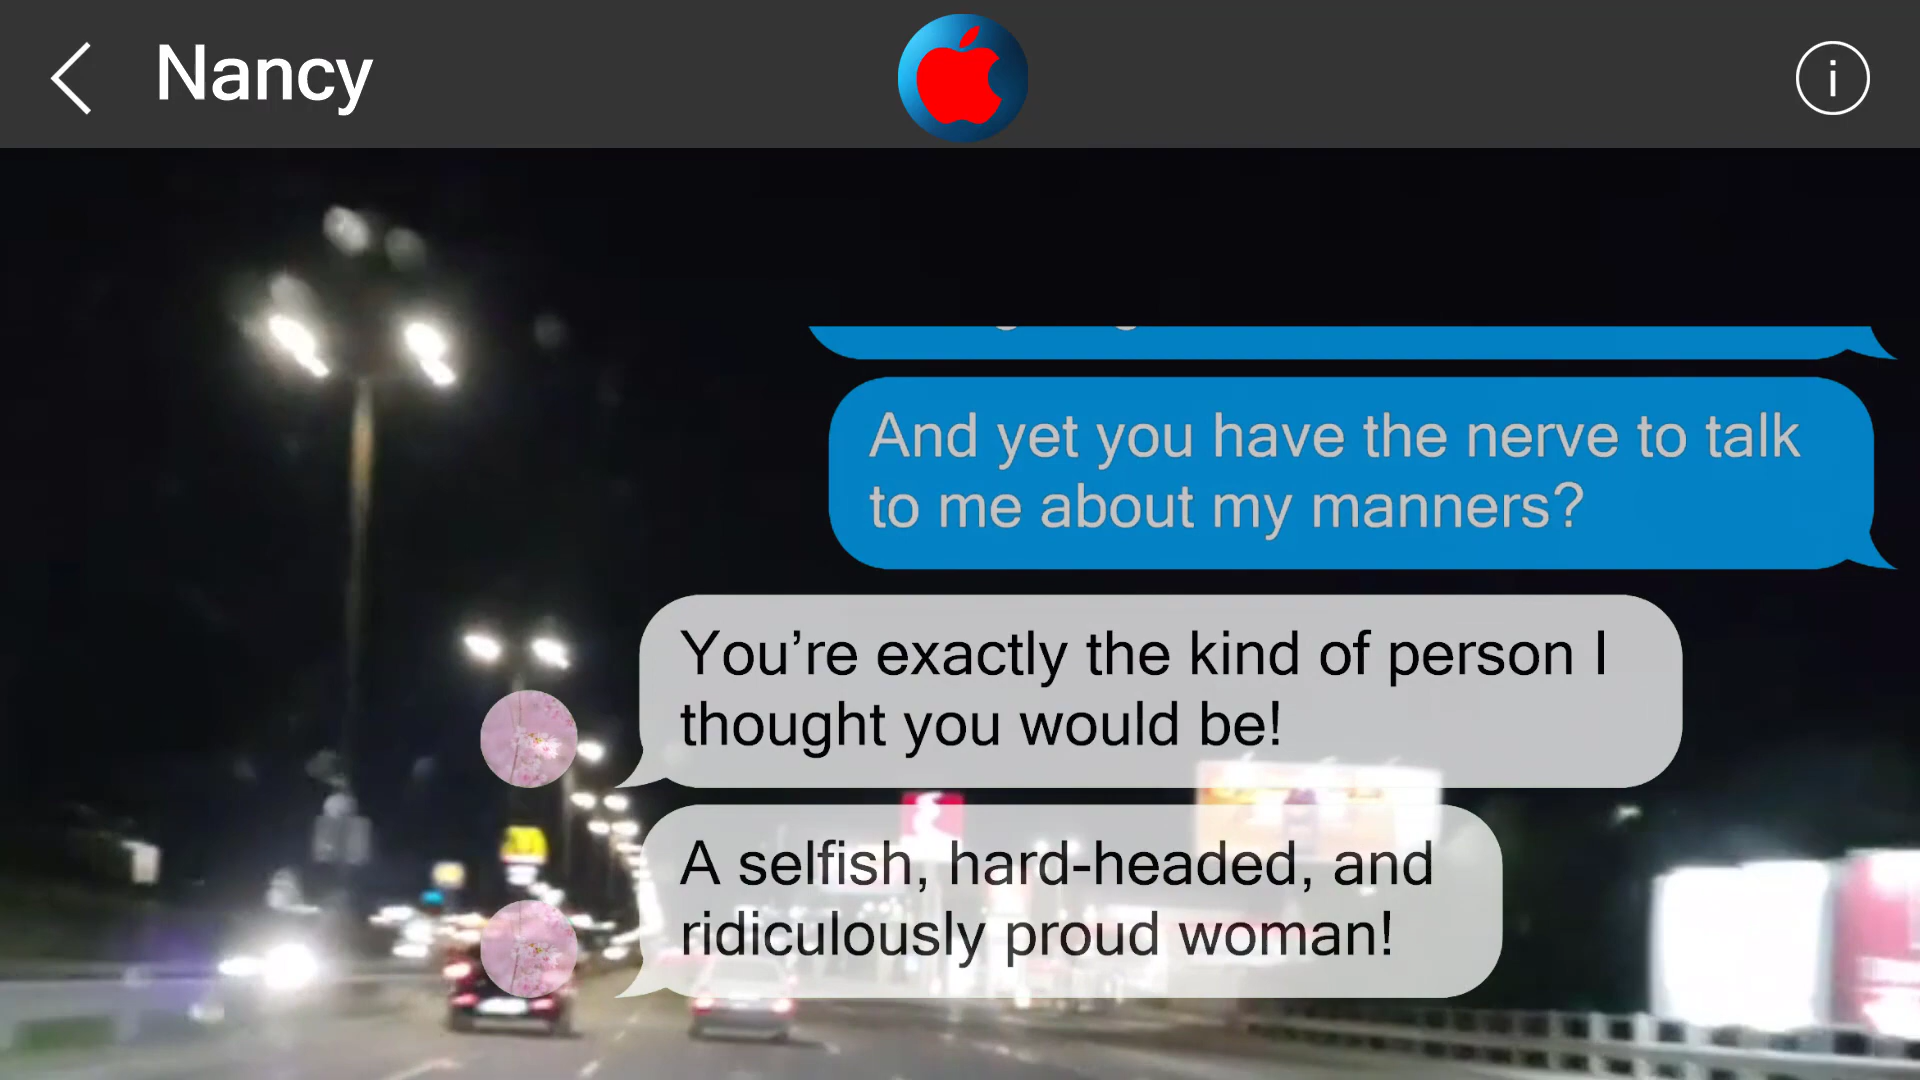 Nancy
i
And yet you have the nerve to talk
to me about my manners?
You’re exactly the kind of person I
thought you would be!
A selfish, hard-headed, and
ridiculously proud woman!